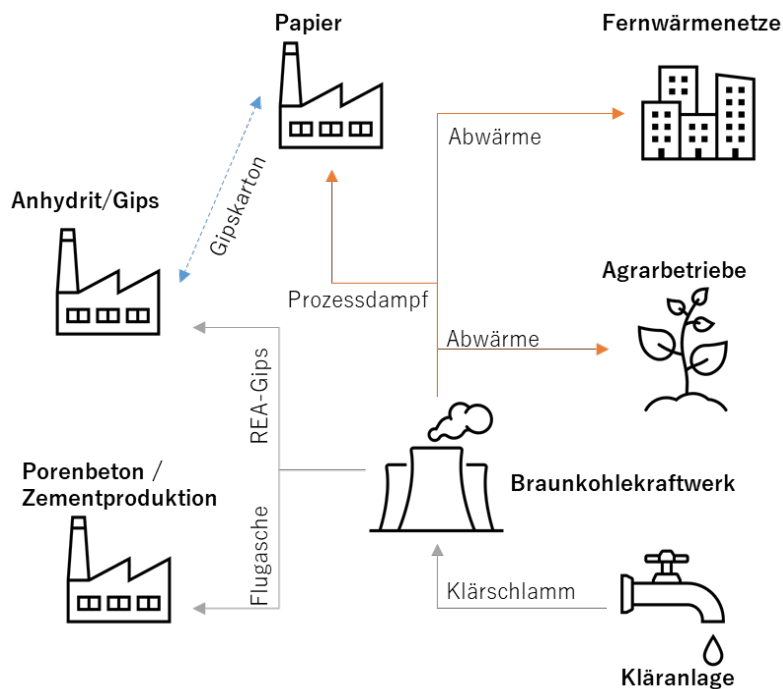 Papier
Fernwärmenetze
Abwärme
Gipskarton
Anhydrit/Gips
Agrarbetriebe
Prozessdampf
Abwärme
REA-Gips
Porenbeton /
Zementproduktion
Braunkohlekraftwerk
Flugasche
Klärschlamm
Kläranlage